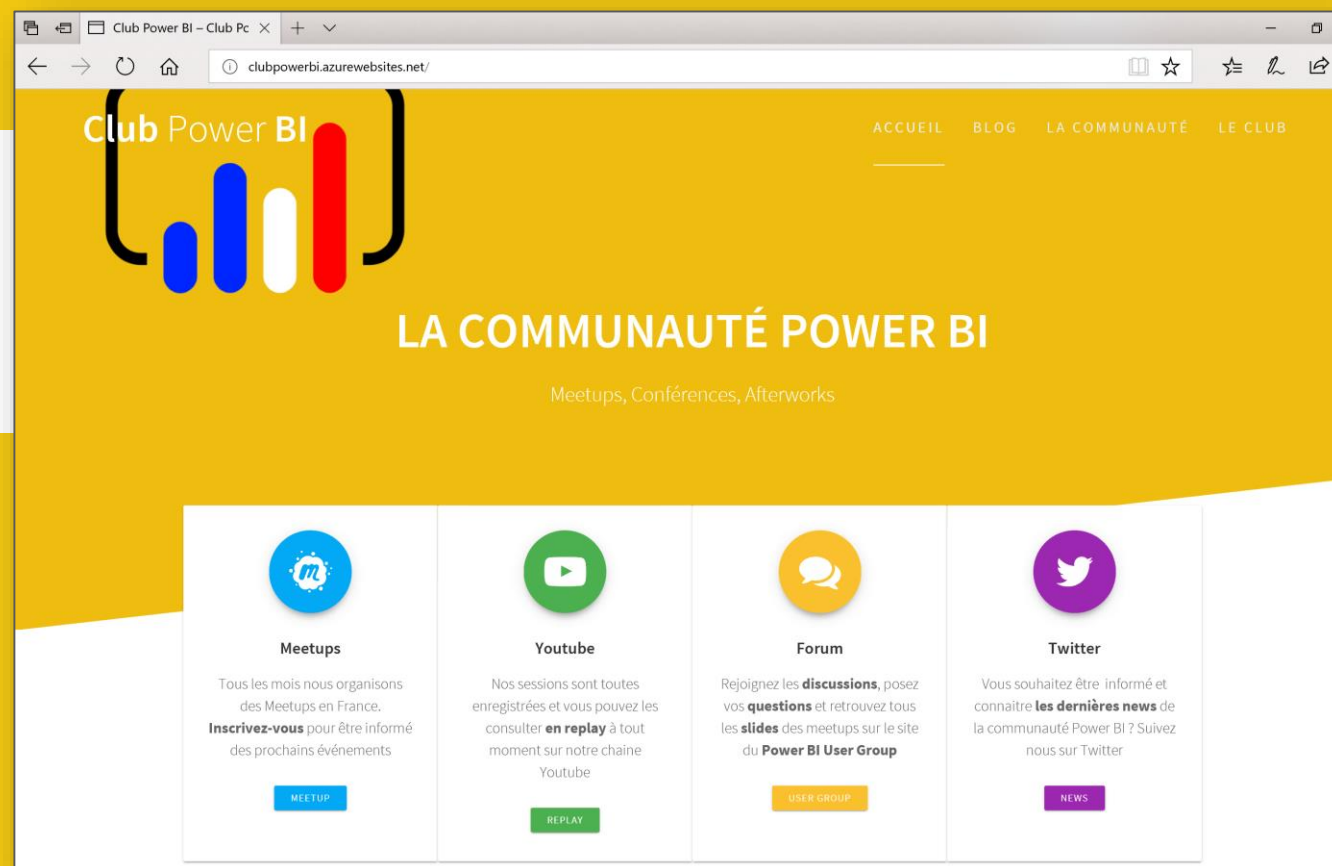 Club Power BI – Club Pc
clubpowerbi.azurewebsites.net/
Club Power BI
ACCUEIL BLOG LA COMMUNAUTÉ LE CLUB
LA COMMUNAUTÉ POWER BI
Meetups, Conférences, Afterworks
Meetups
Tous les mois nous organisons
des Meetups en France.
Inscrivez-vous pour être informé
des prochains événements
MEETUP
Youtube
Nos sessions sont toutes
enregistrées et vous pouvez les
consulter en replay à tout
moment sur notre chaine
Youtube
REPLAY
Forum
Rejoignez les discussions, posez
vos questions et retrouvez tous
les slides des meetups sur le site
du Power BI User Group
USER GROUP
Twitter
Vous souhaitez être informé et
connaitre les dernières news de
la communauté Power BI ? Suivez
nous sur Twitter
NEWS